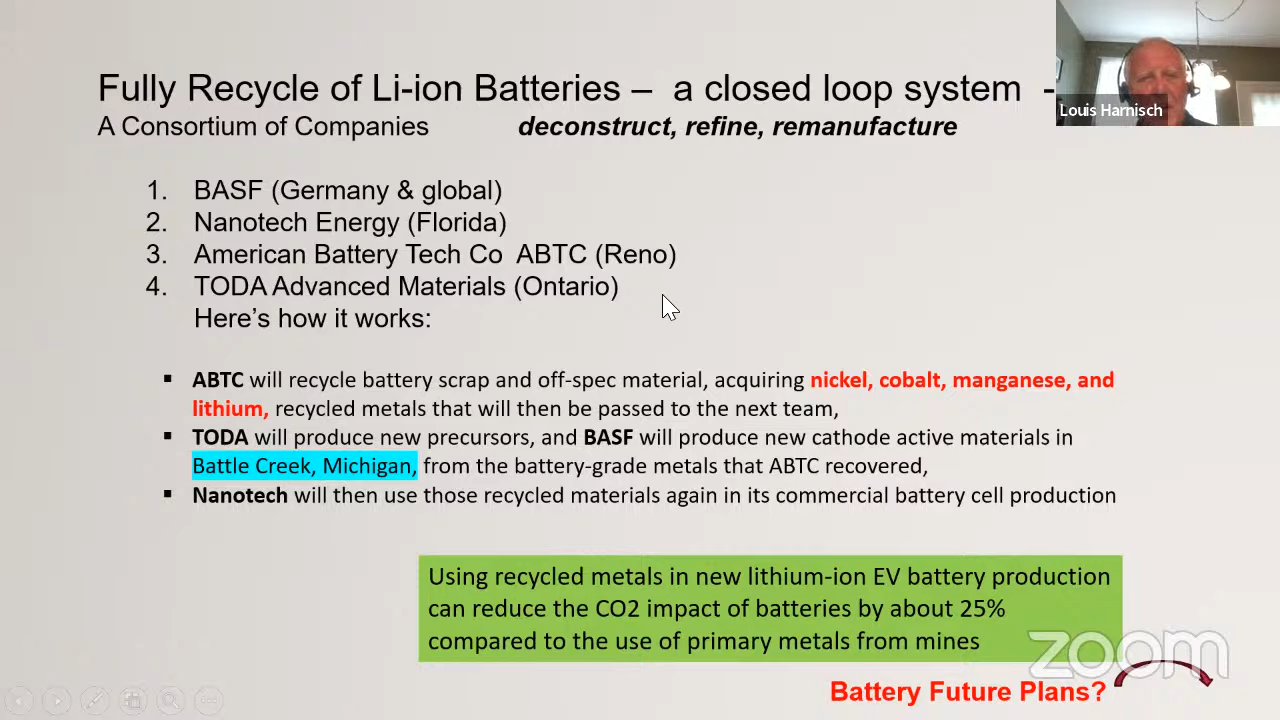 Fully Recycle of Li-ion Batteries – a closed loop system -
A Consortium of Companies deconstruct, refine, remanufacture
Louis Harnisch
1. BASF (Germany & global)
2. Nanotech Energy (Florida)
3. American Battery Tech Co ABTC (Reno)
4. TODA Advanced Materials (Ontario)
Here’s how it works:
▪ ABTC will recycle battery scrap and off-spec material, acquiring nickel, cobalt, manganese, and
lithium, recycled metals that will then be passed to the next team,
▪ TODA will produce new precursors, and BASF will produce new cathode active materials in
Battle Creek, Michigan, from the battery-grade metals that ABTC recovered,
▪ Nanotech will then use those recycled materials again in its commercial battery cell production
Using recycled metals in new lithium-ion EV battery production
can reduce the CO2 impact of batteries by about 25%
compared to the use of primary metals from mines
zoom
Battery Future Plans?